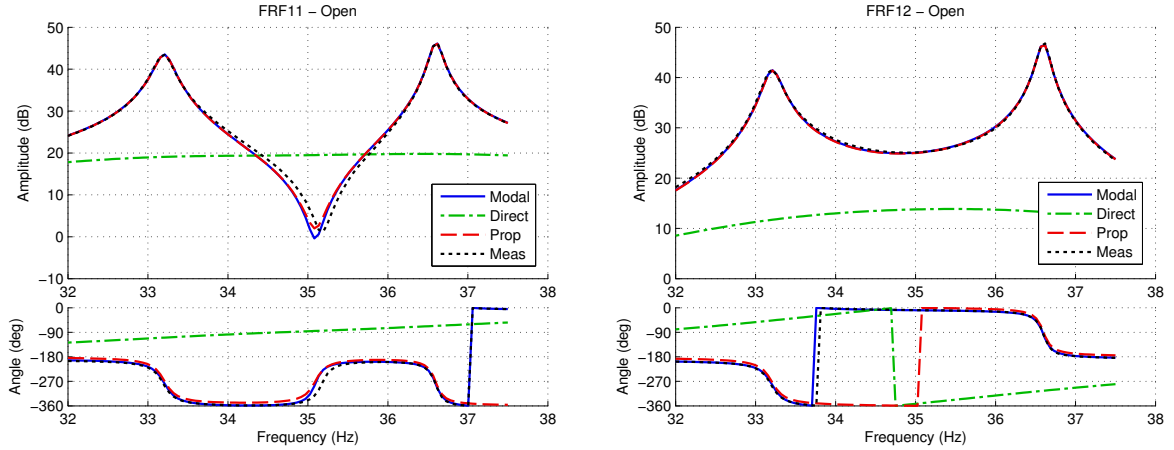 FRF11 − Open
Amplitude (dB)
50
40
30
20
10
0
−10
32 33 34 35 36 37 38
Modal
Direct
Prop
Meas
Angle (deg)
0
−90
−180
−270
−360
32 33 34 35 36 37 38
Frequency (Hz)
FRF12 − Open
Amplitude (dB)
50
40
30
20
10
0
32 33 34 35 36 37 38
Modal
Direct
Prop
Meas
Angle (deg)
0
−90
−180
−270
−360
32 33 34 35 36 37 38
Frequency (Hz)